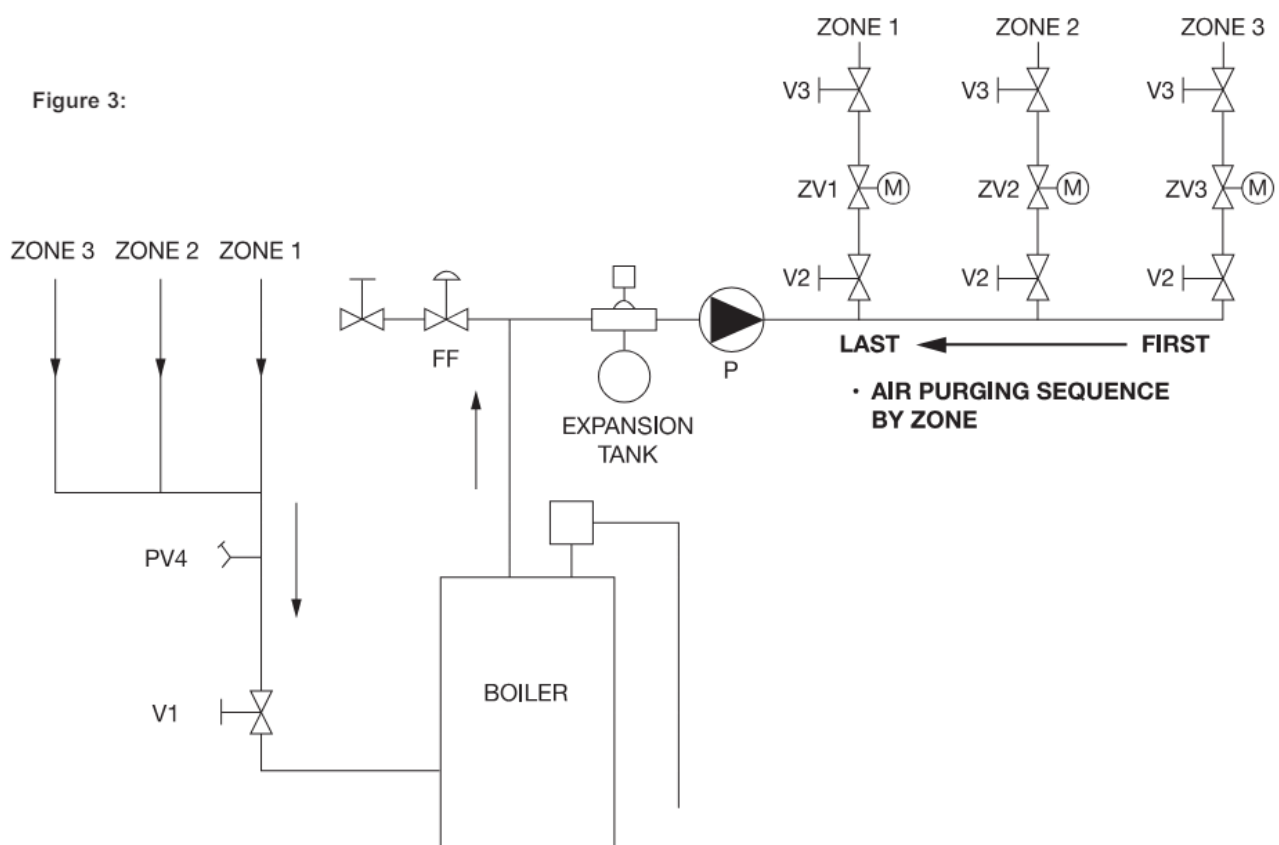 ZONE 1 ZONE 2 ZONE 3
Figure 3:
V3 V3 V3
ZV1 M ZV2 M ZV3 M
ZONE 3 ZONE 2 ZONE 1
V2 V2 V2
FF
P
LAST FIRST
· AIR PURGING SEQUENCE
BY ZONE
EXPANSION
TANK
PV4
BOILER
V1